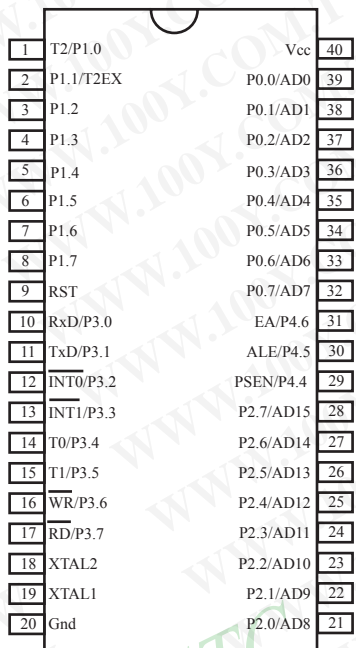 1 T2/P1.0 Vcc 40
2 P1.1/T2EX P0.0/AD0 39
3 P1.2 P0.1/AD1 38
4 P1.3 P0.2/AD2 37
5 P1.4 P0.3/AD3 36
6 P1.5 P0.4/AD4 35
7 P1.6 P0.5/AD5 34
8 P1.7 P0.6/AD6 33
9 RST P0.7/AD7 32
10 RxD/P3.0 EA/P4.6 31
11 TxD/P3.1 ALE/P4.5 30
12 INT0/P3.2 PSEN/P4.4 29
13 INT1/P3.3 P2.7/AD15 28
14 T0/P3.4 P2.6/AD14 27
15 T1/P3.5 P2.5/AD13 26
16 WR/P3.6 P2.4/AD12 25
17 RD/P3.7 P2.3/AD11 24
18 XTAL2 P2.2/AD10 23
19 XTAL1 P2.1/AD9 22
20 Gnd P2.0/AD8 21
WWW.100Y.COM.T